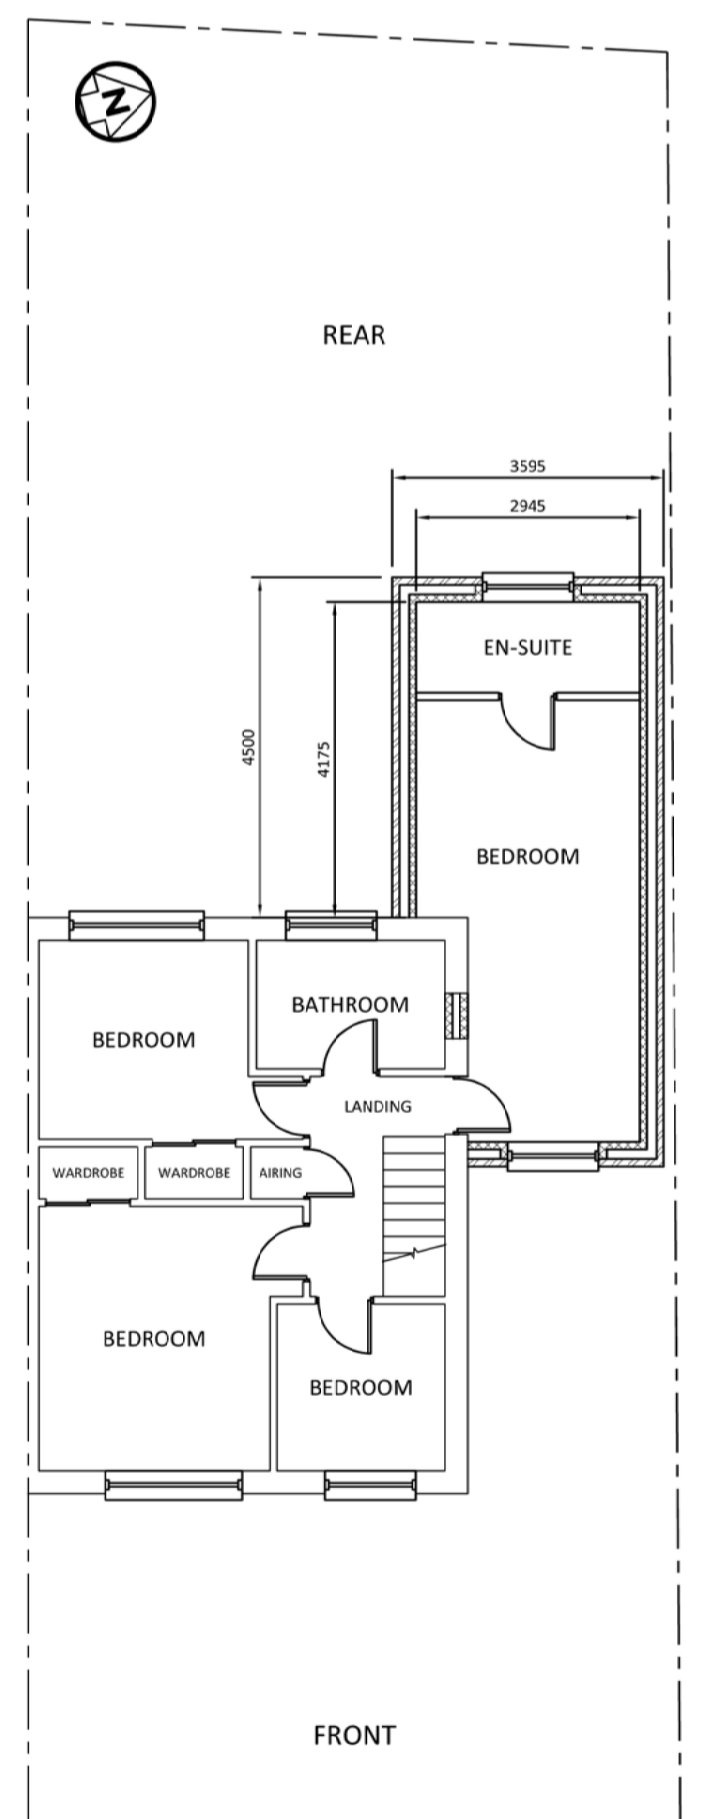 N
REAR
3595
2945
EN-SUITE
4500
4175
BEDROOM
BATHROOM
BEDROOM
LANDING
WARDROBE
WARDROBE
AIRING
BEDROOM
BEDROOM
FRONT